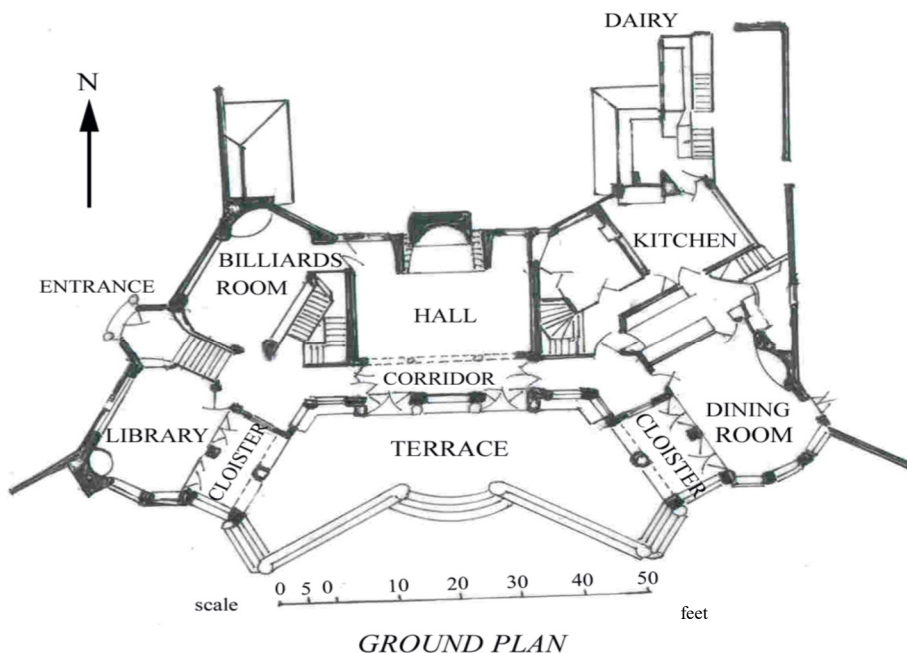 DAIRY
N
KITCHEN
BILLIARDS
ROOM
ENTRANCE
HALL
CORRIDOR
LIBRARY
CLOISTER
TERRACE
CLOISTER
DINING
ROOM
0 5 0 10 20 30 40 50
scale
feet
GROUND PLAN